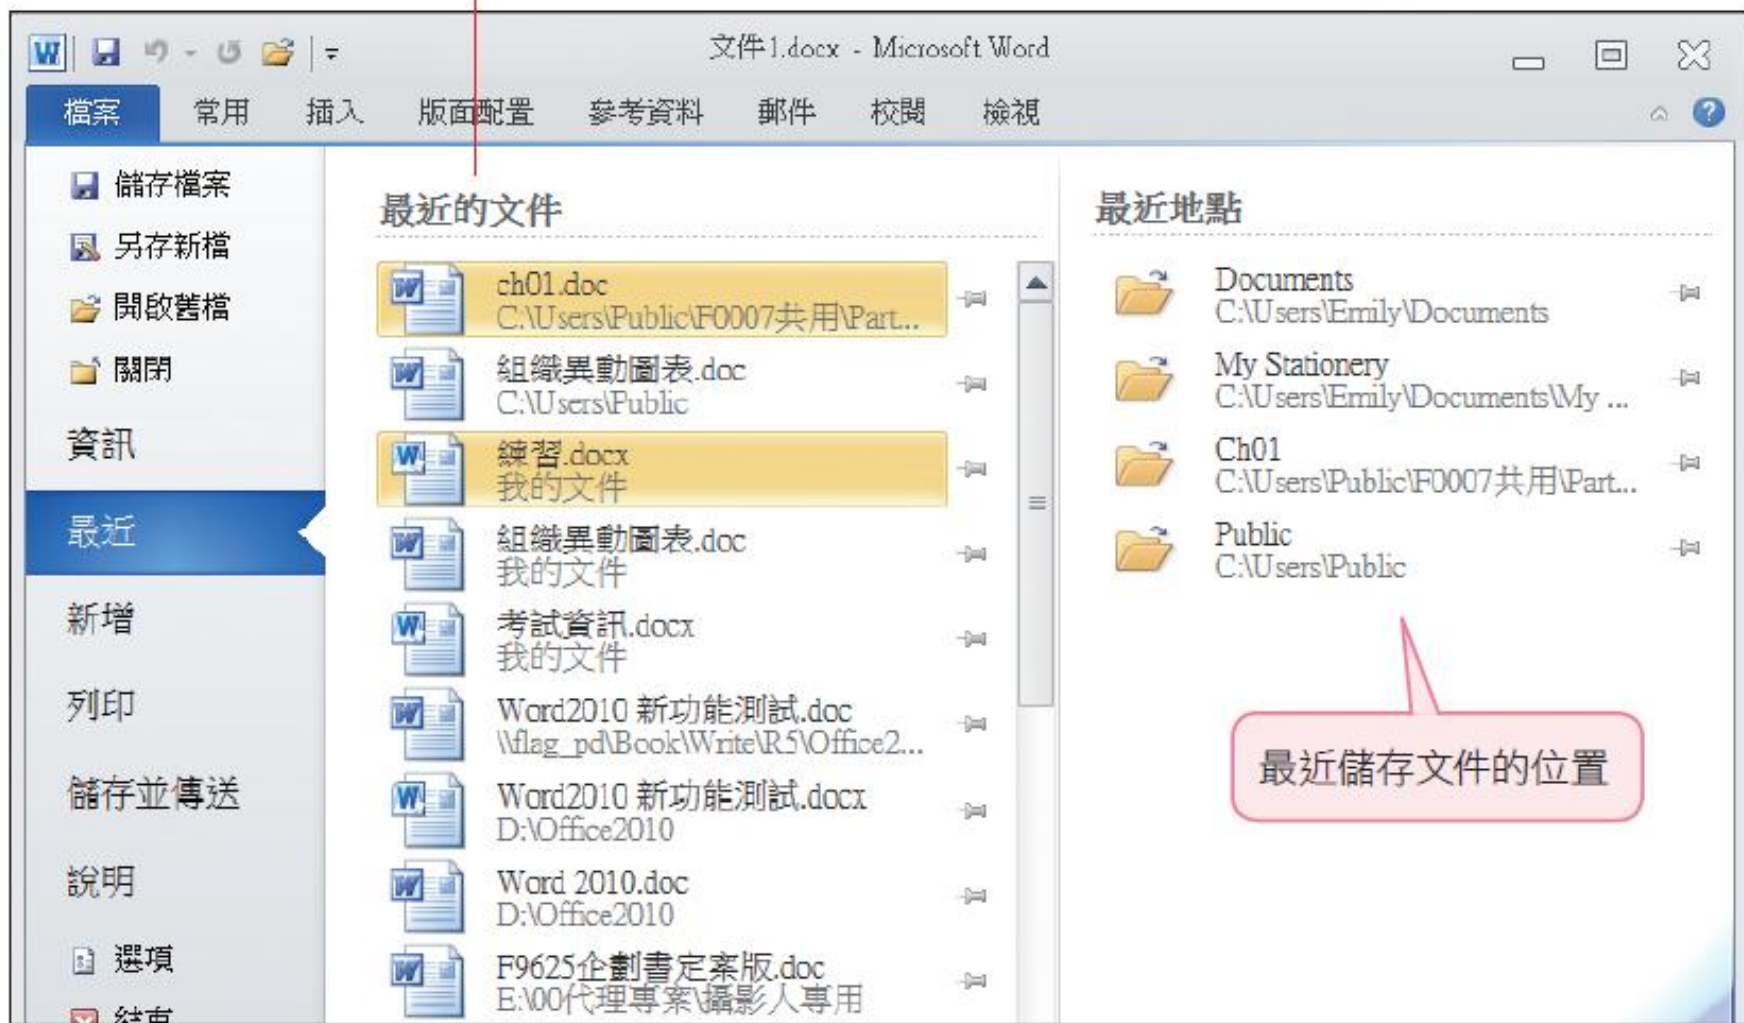 文件1.docx - Microsoft Word
檔案 常用 插入 版面配置 參考資料 郵件 校閱 檢視
儲存檔案
另存新檔
開啟舊檔
關閉
資訊
最近
新增
列印
儲存並傳送
說明
選項
結束
最近的文件
ch01.doc
C:\Users\Public\F0007共用\Part...
組織異動圖表.doc
C:\Users\Public
練習.docx
我的文件
組織異動圖表.doc
我的文件
考試資訊.docx
我的文件
Word2010 新功能測試.doc
\\flag_pd\Book\Write\R5\Office2...
Word2010 新功能測試.docx
D:\Office2010
Word 2010.doc
D:\Office2010
F9625企劃書定案版.doc
E:\00代理專案\攝影人專用
最近地點
Documents
C:\Users\Emily\Documents
My Stationery
C:\Users\Emily\Documents\My ...
Ch01
C:\Users\Public\F0007共用\Part...
Public
C:\Users\Public
最近儲存文件的位置